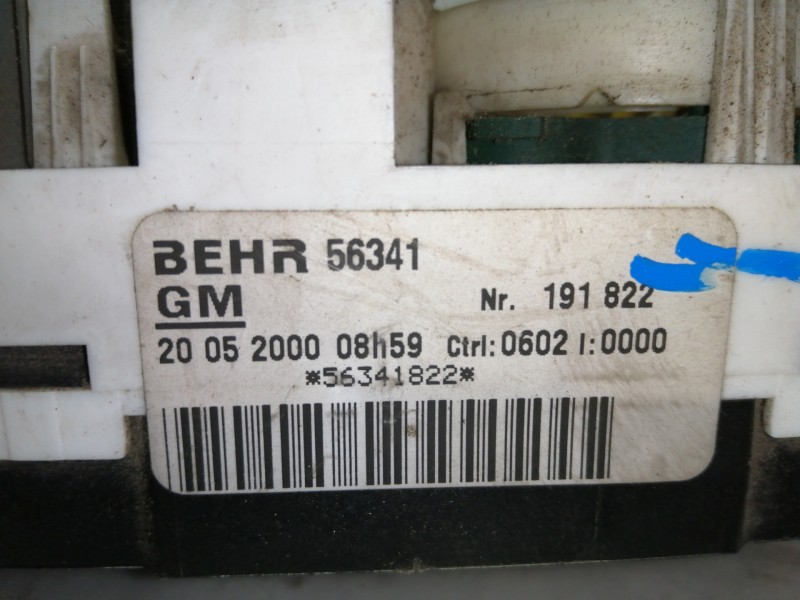 BEHR 56341
GM Nr. 191 822
20 05 2000 08h59 Ctrl: 0602 I: 0000
*56341822*